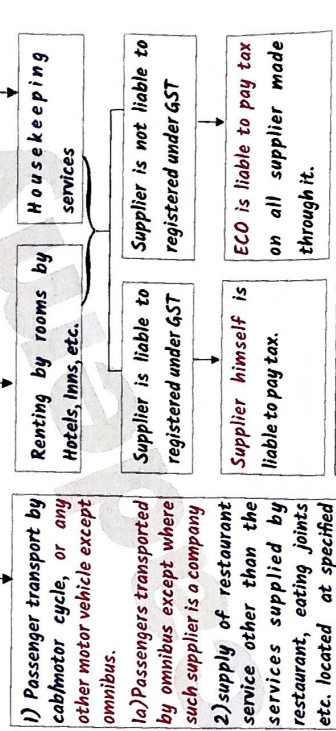 1) Passenger transport by
cab/motor cycle, or any
other motor vehicle except
omnibus.
1a) Passengers transported
by omnibus except where
such supplier is a company
2) supply of restaurant
service other than the
services supplied by
restaurant, eating joints
etc. located at specified
Renting by rooms by
Hotels, Inns, etc.
Housekeeping
services
Supplier is liable to
registered under GST
Supplier is not liable to
registered under GST
Supplier himself is
liable to pay tax.
ECO is liable to pay tax
on all supplier made
through it.